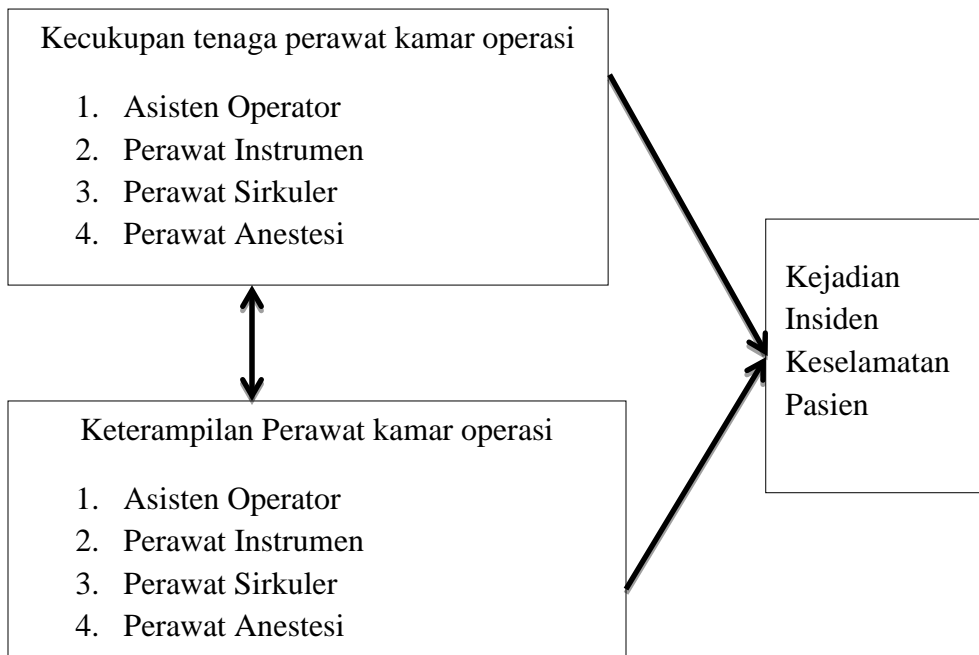 Kecukupan tenaga perawat kamar operasi
1. Asisten Operator
2. Perawat Instrumen
3. Perawat Sirkuler
4. Perawat Anestesi
Kejadian
Insiden
Keselamatan
Pasien
Keterampilan Perawat kamar operasi
1. Asisten Operator
2. Perawat Instrumen
3. Perawat Sirkuler
4. Perawat Anestesi